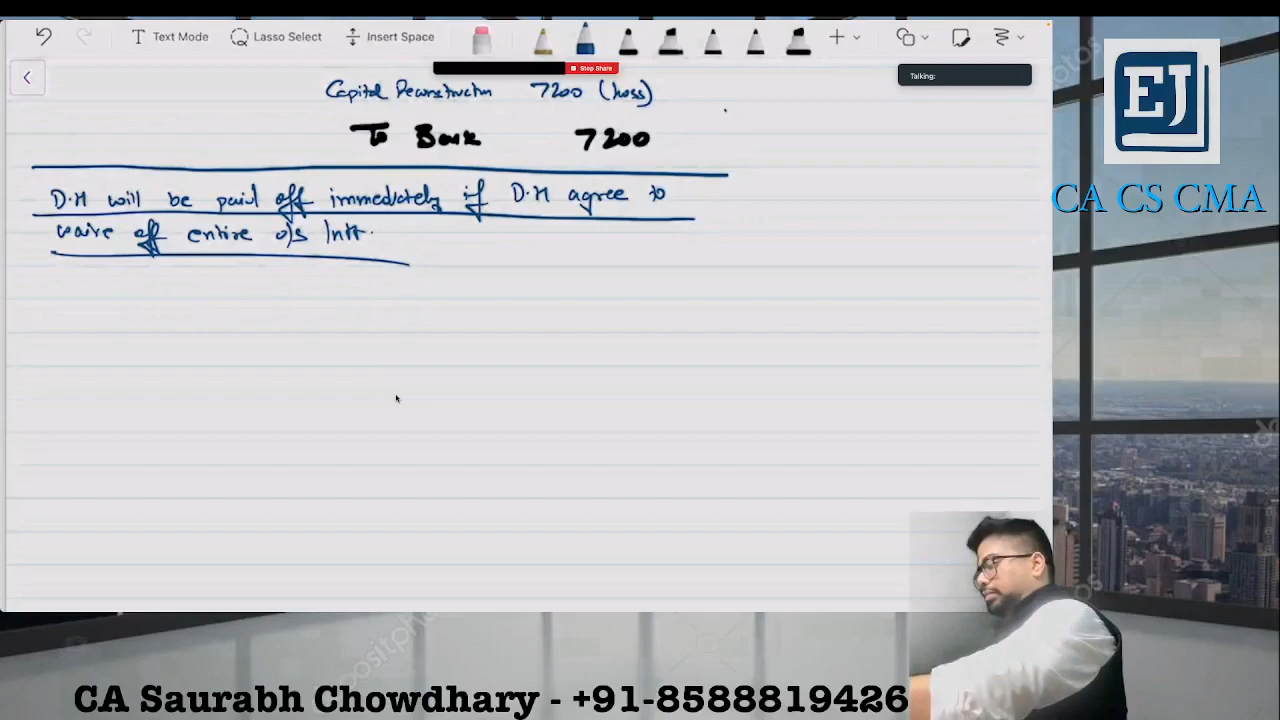 Text Mode
Lasso Select
Insert Space
Stop Share
Talking:
Capital Reconstructn 7200 (Loss)
To Bank 7200
D.H will be paid off immediately if D.H agree to
waive off entire o/s Intt.
EJ
CA CS CMA
CA Saurabh Chowdhary - +91-8588819426